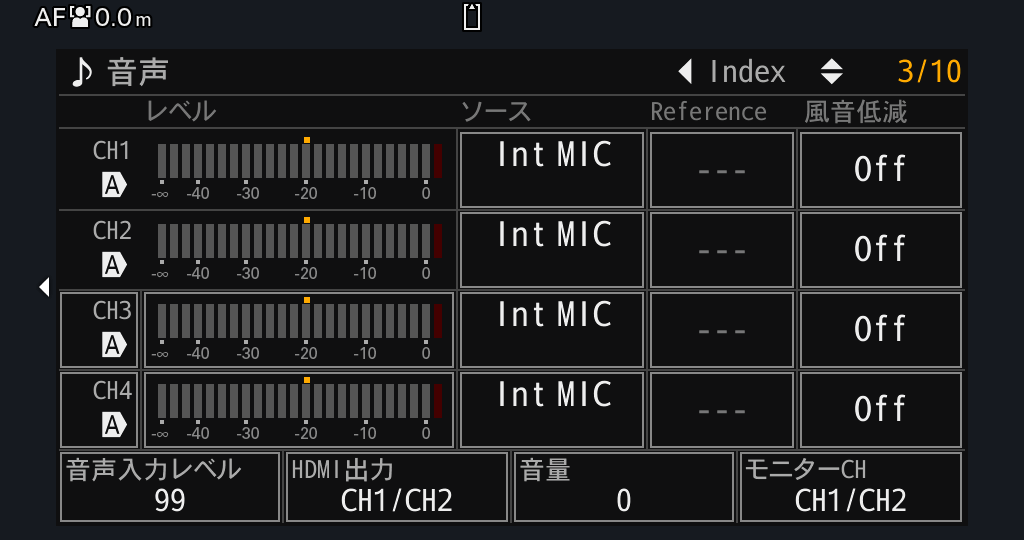 AF 0.0m
音声 Index 3/10
レベル ソース Reference 風音低減
CH1 Int MIC --- Off
A -∞ -40 -30 -20 -10 0
CH2 Int MIC --- Off
A -∞ -40 -30 -20 -10 0
CH3 Int MIC --- Off
A -∞ -40 -30 -20 -10 0
CH4 Int MIC --- Off
A -∞ -40 -30 -20 -10 0
音声入力レベル HDMI出力 音量 モニターCH
99 CH1/CH2 0 CH1/CH2